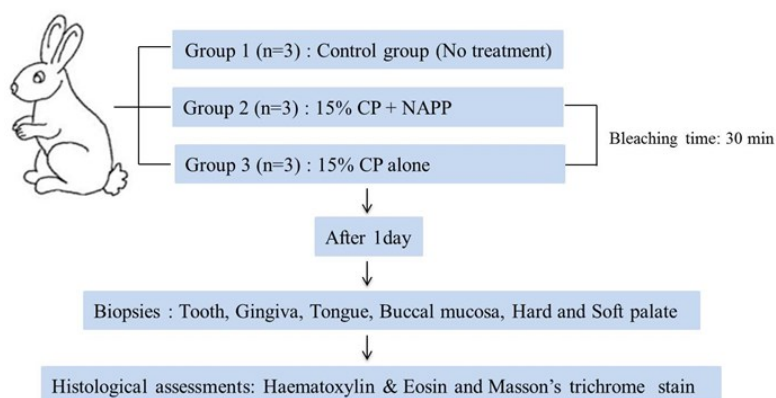 Group 1 (n=3) : Control group (No treatment)
Group 2 (n=3) : 15% CP + NAPP
Group 3 (n=3) : 15% CP alone
Bleaching time: 30 min
After 1day
Biopsies : Tooth, Gingiva, Tongue, Buccal mucosa, Hard and Soft palate
Histological assessments: Haematoxylin & Eosin and Masson’s trichrome stain